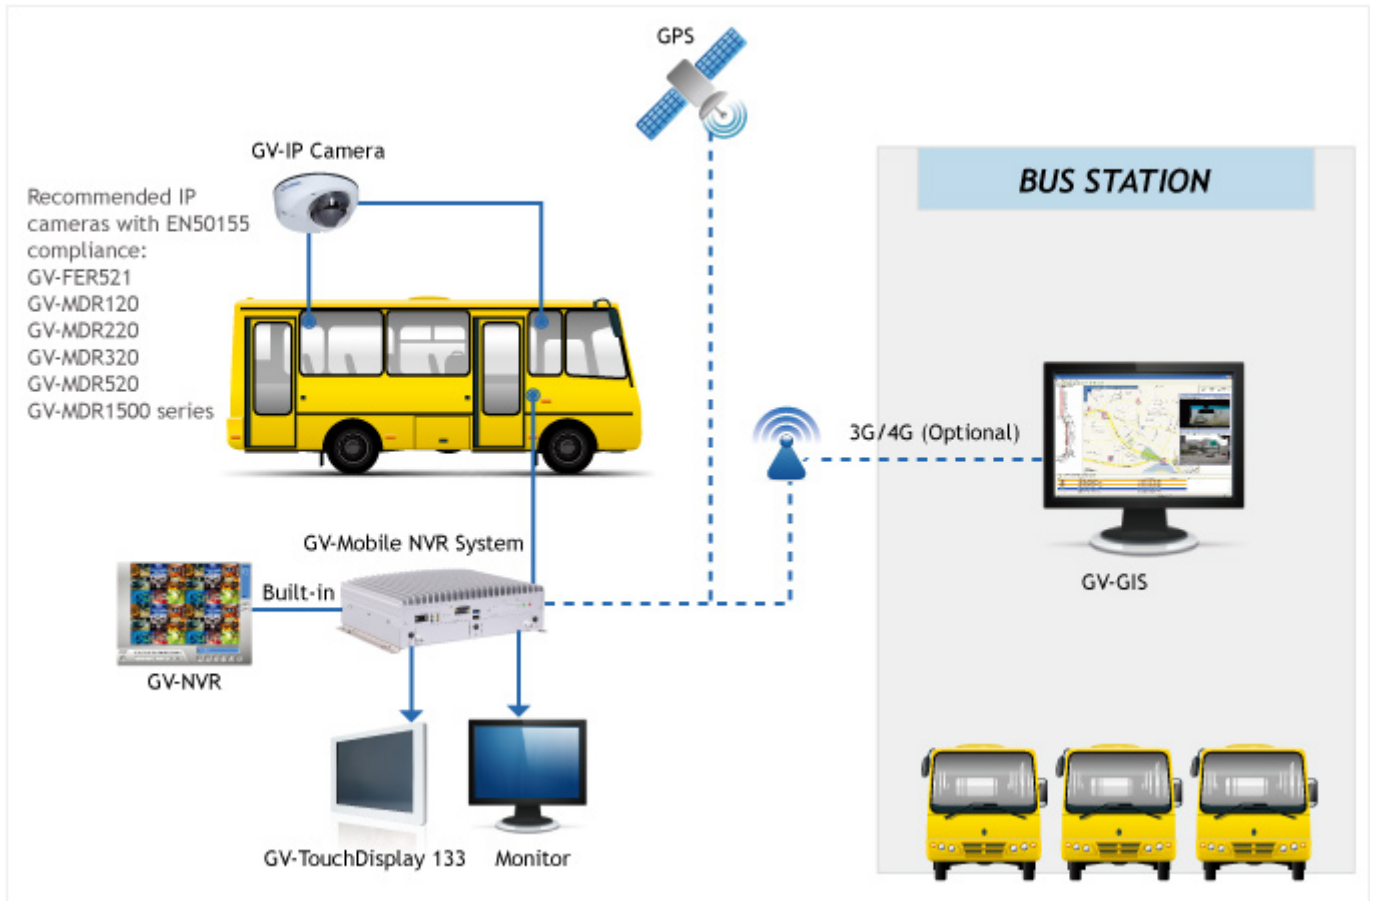 GPS
GV-IP Camera
Recommended IP
cameras with EN50155
compliance:
GV-FER521
GV-MDR120
GV-MDR220
GV-MDR320
GV-MDR520
GV-MDR1500 series
BUS STATION
3G/4G (Optional)
GV-GIS
GV-Mobile NVR System
Built-in
GV-NVR
GV-TouchDisplay 133
Monitor